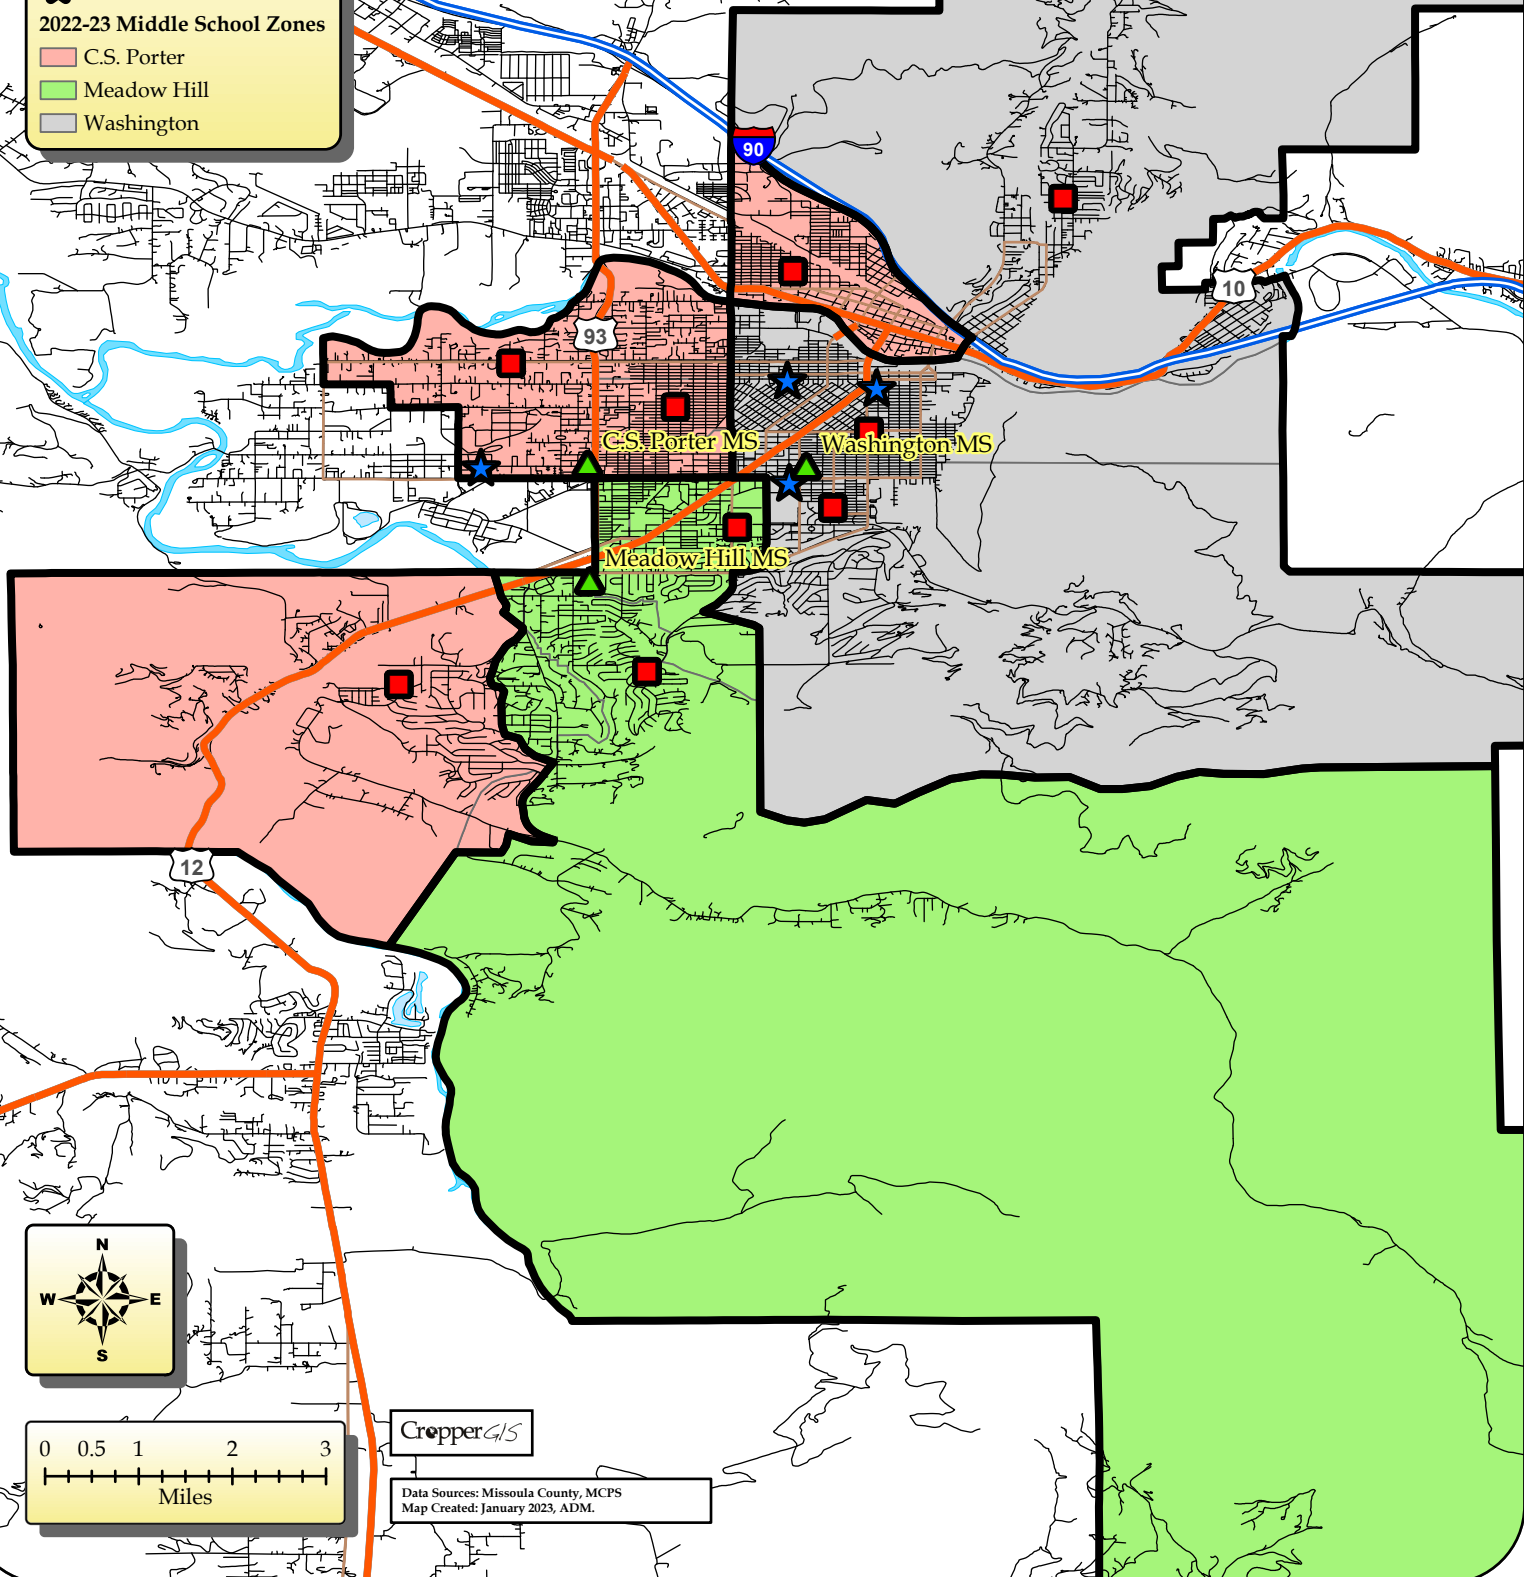 2022-23 Middle School Zones
C.S. Porter
Meadow Hill
Washington
90
10
93
C.S. Porter MS
Washington MS
Meadow Hill MS
12
N
W E
S
0 0.5 1 2 3
Miles
CropperGIS
Data Sources: Missoula County, MCPS
Map Created: January 2023, ADM.